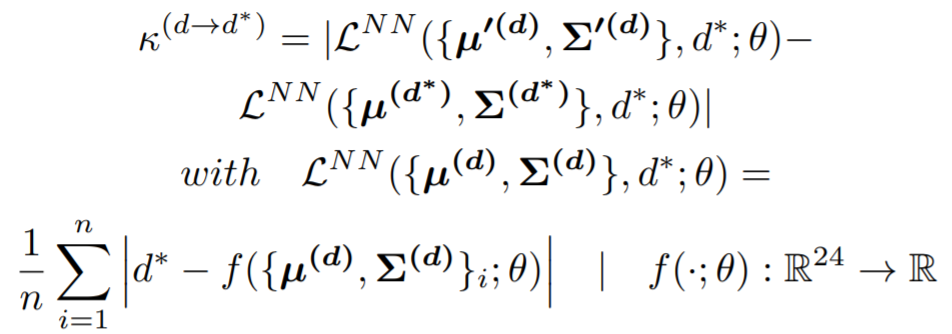 κ^(d→d*) = |ℒ^NN({μ′^(d), Σ′^(d)}, d*; θ)−
ℒ^NN({μ^(d*), Σ^(d*)}, d*; θ)|
with ℒ^NN({μ^(d), Σ^(d)}, d*; θ) =
1/n ∑_{i=1}^{n} |d* − f({μ^(d), Σ^(d)}_i; θ)| | f(·; θ) : ℝ^24 → ℝ